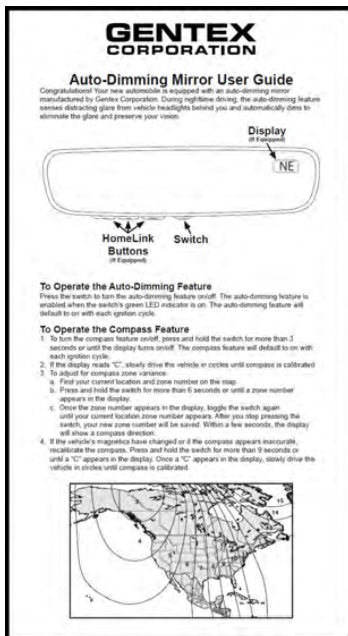 GENTEX
CORPORATION
Auto-Dimming Mirror User Guide
Congratulations! Your new automobile is equipped with an auto-dimming mirror
manufactured by Gentex Corporation. During nighttime driving, the auto-dimming feature
senses distracting glare from vehicle headlights behind you and automatically dims to
eliminate the glare and preserve your vision.
Display
(If Equipped)
NE
HomeLink
Buttons
(If Equipped)
Switch
To Operate the Auto-Dimming Feature
Press the switch to turn the auto-dimming feature on/off. The auto-dimming feature is
enabled when the switch's green LED indicator is on. The auto-dimming feature will
default to on with each ignition cycle.
To Operate the Compass Feature
1. To turn the compass feature on/off, press and hold the switch for more than 3
seconds or until the display turns on/off. The compass feature will default to on with
each ignition cycle.
2. If the display reads "C", slowly drive the vehicle in circles until compass is calibrated
3. To adjust for compass zone variance:
a. Find your current location and zone number on the map.
b. Press and hold the switch for more than 6 seconds or until a zone number
appears in the display.
c. Once the zone number appears in the display, toggle the switch again
until your current location zone number appears. After you stop pressing the
switch, your new zone number will be saved. Within a few seconds, the display
will show a compass direction.
4. If the vehicle's magnetics have changed or if the compass appears inaccurate,
recalibrate the compass. Press and hold the switch for more than 9 seconds or
until a "C" appears in the display. Once a "C" appears in the display, slowly drive the
vehicle in circles until compass is calibrated.
15
14
4